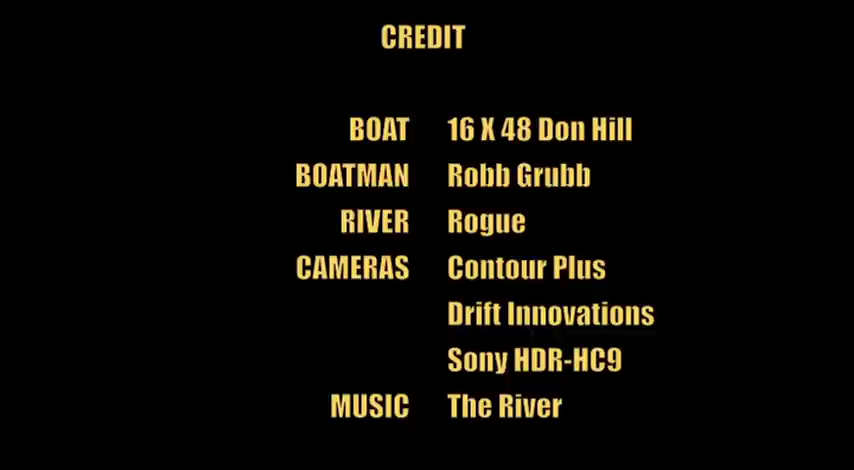 CREDIT
BOAT 16 X 48 Don Hill
BOATMAN Robb Grubb
RIVER Rogue
CAMERAS Contour Plus
Drift Innovations
Sony HDR-HC9
MUSIC The River